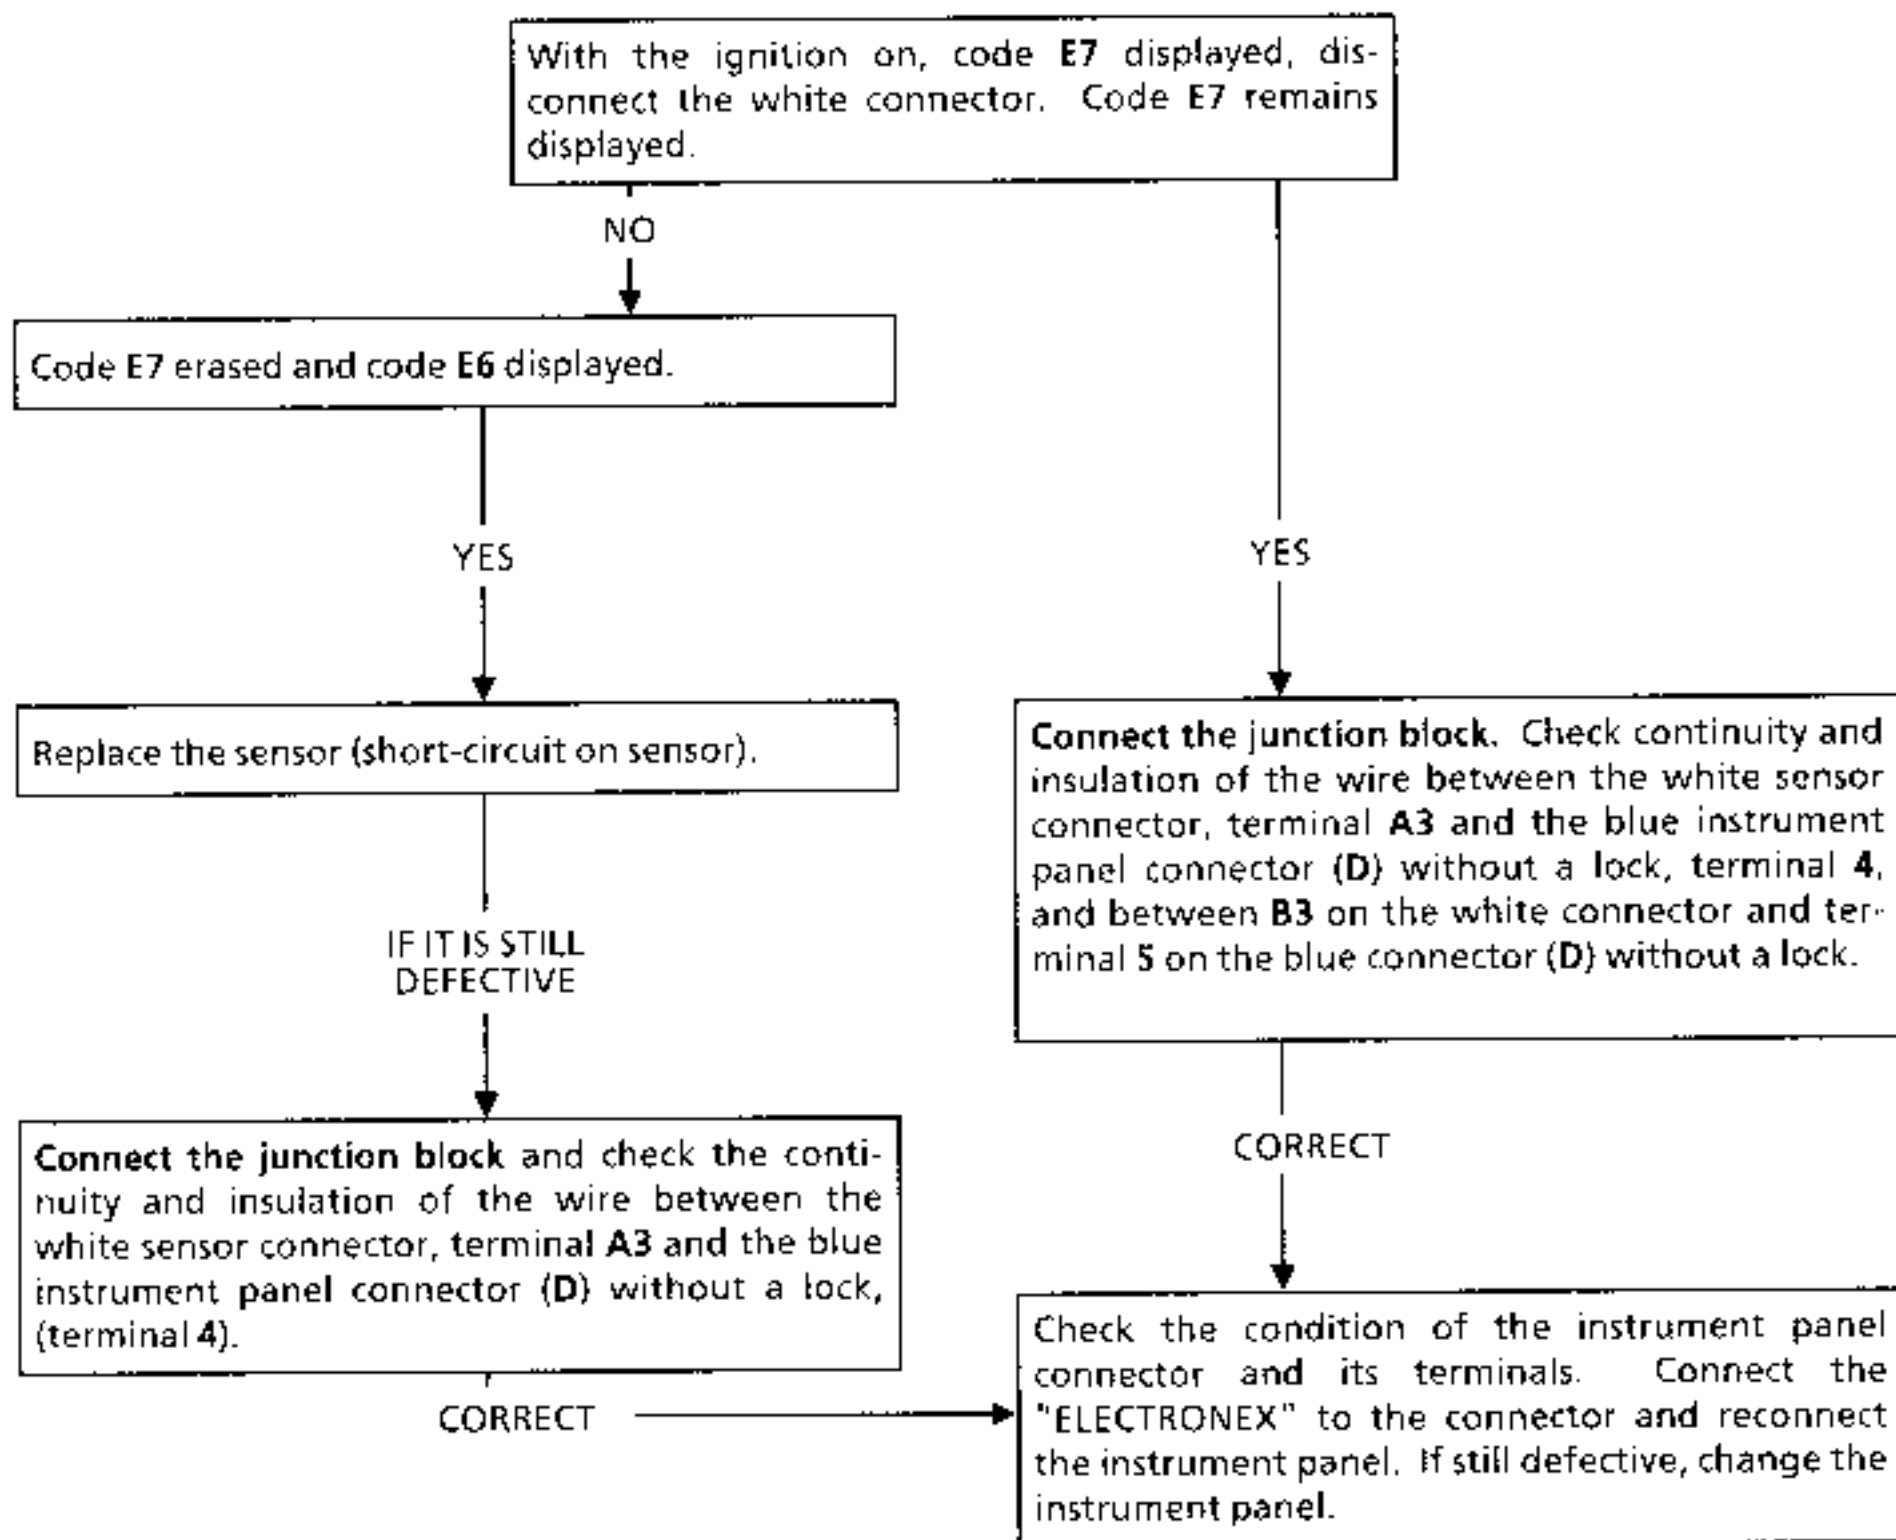 With the ignition on, code E7 displayed, dis-
connect the white connector. Code E7 remains
displayed.
NO
Code E7 erased and code E6 displayed.
YES
YES
Replace the sensor (short-circuit on sensor).
Connect the junction block. Check continuity and
insulation of the wire between the white sensor
connector, terminal A3 and the blue instrument
panel connector (D) without a lock, terminal 4,
and between B3 on the white connector and ter-
minal 5 on the blue connector (D) without a lock.
IF IT IS STILL
DEFECTIVE
CORRECT
Connect the junction block and check the conti-
nuity and insulation of the wire between the
white sensor connector, terminal A3 and the blue
instrument panel connector (D) without a lock,
(terminal 4).
CORRECT
Check the condition of the instrument panel
connector and its terminals. Connect the
"ELECTRONEX" to the connector and reconnect
the instrument panel. If still defective, change the
instrument panel.